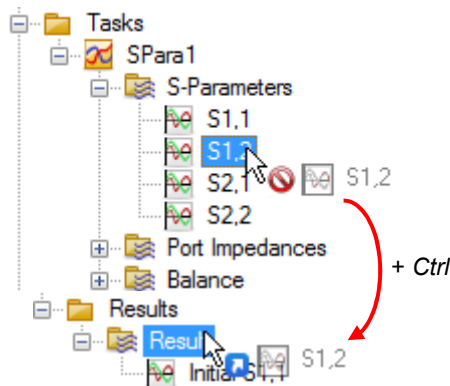 Tasks
SPara1
S-Parameters
S1,1
S1,2
S2,1 S1,2
S2,2
Port Impedances
+ Ctrl
Balance
Results
Result
S1,2
Initial S1,1